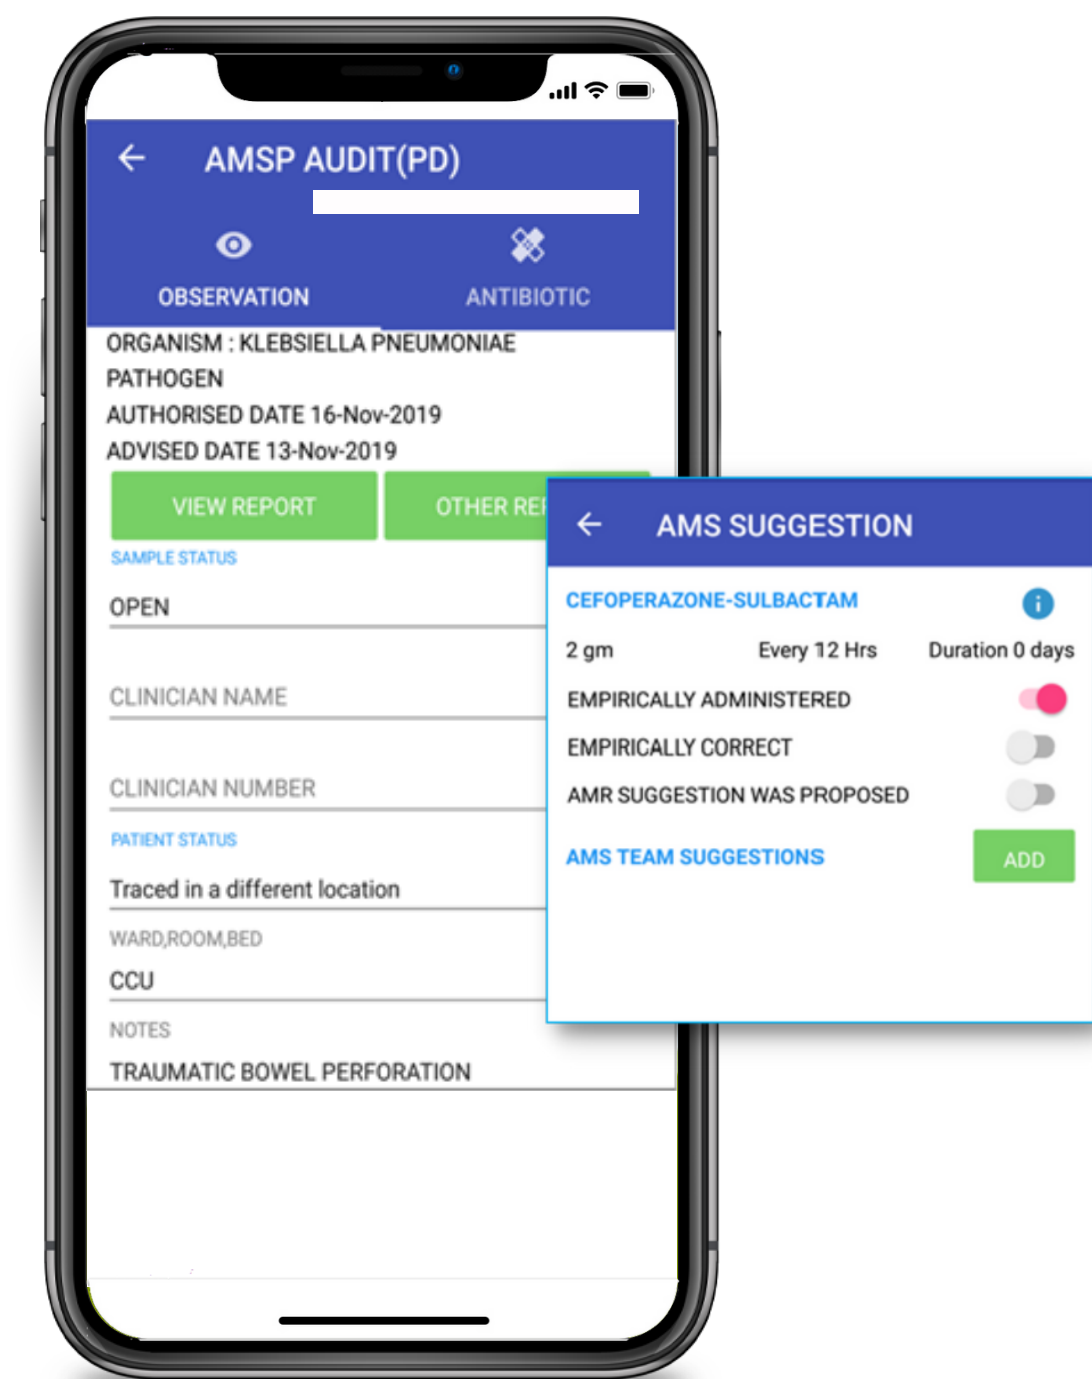 AMSP AUDIT(PD)
OBSERVATION
ANTIBIOTIC
ORGANISM : KLEBSIELLA PNEUMONIAE
PATHOGEN
AUTHORISED DATE 16-Nov-2019
ADVISED DATE 13-Nov-2019
VIEW REPORT
OTHER RE
SAMPLE STATUS
OPEN
CLINICIAN NAME
CLINICIAN NUMBER
PATIENT STATUS
Traced in a different location
WARD,ROOM,BED
CCU
NOTES
TRAUMATIC BOWEL PERFORATION
AMS SUGGESTION
CEFOPERAZONE-SULBACTAM
2 gm Every 12 Hrs Duration 0 days
EMPIRICALLY ADMINISTERED
EMPIRICALLY CORRECT
AMR SUGGESTION WAS PROPOSED
AMS TEAM SUGGESTIONS
ADD